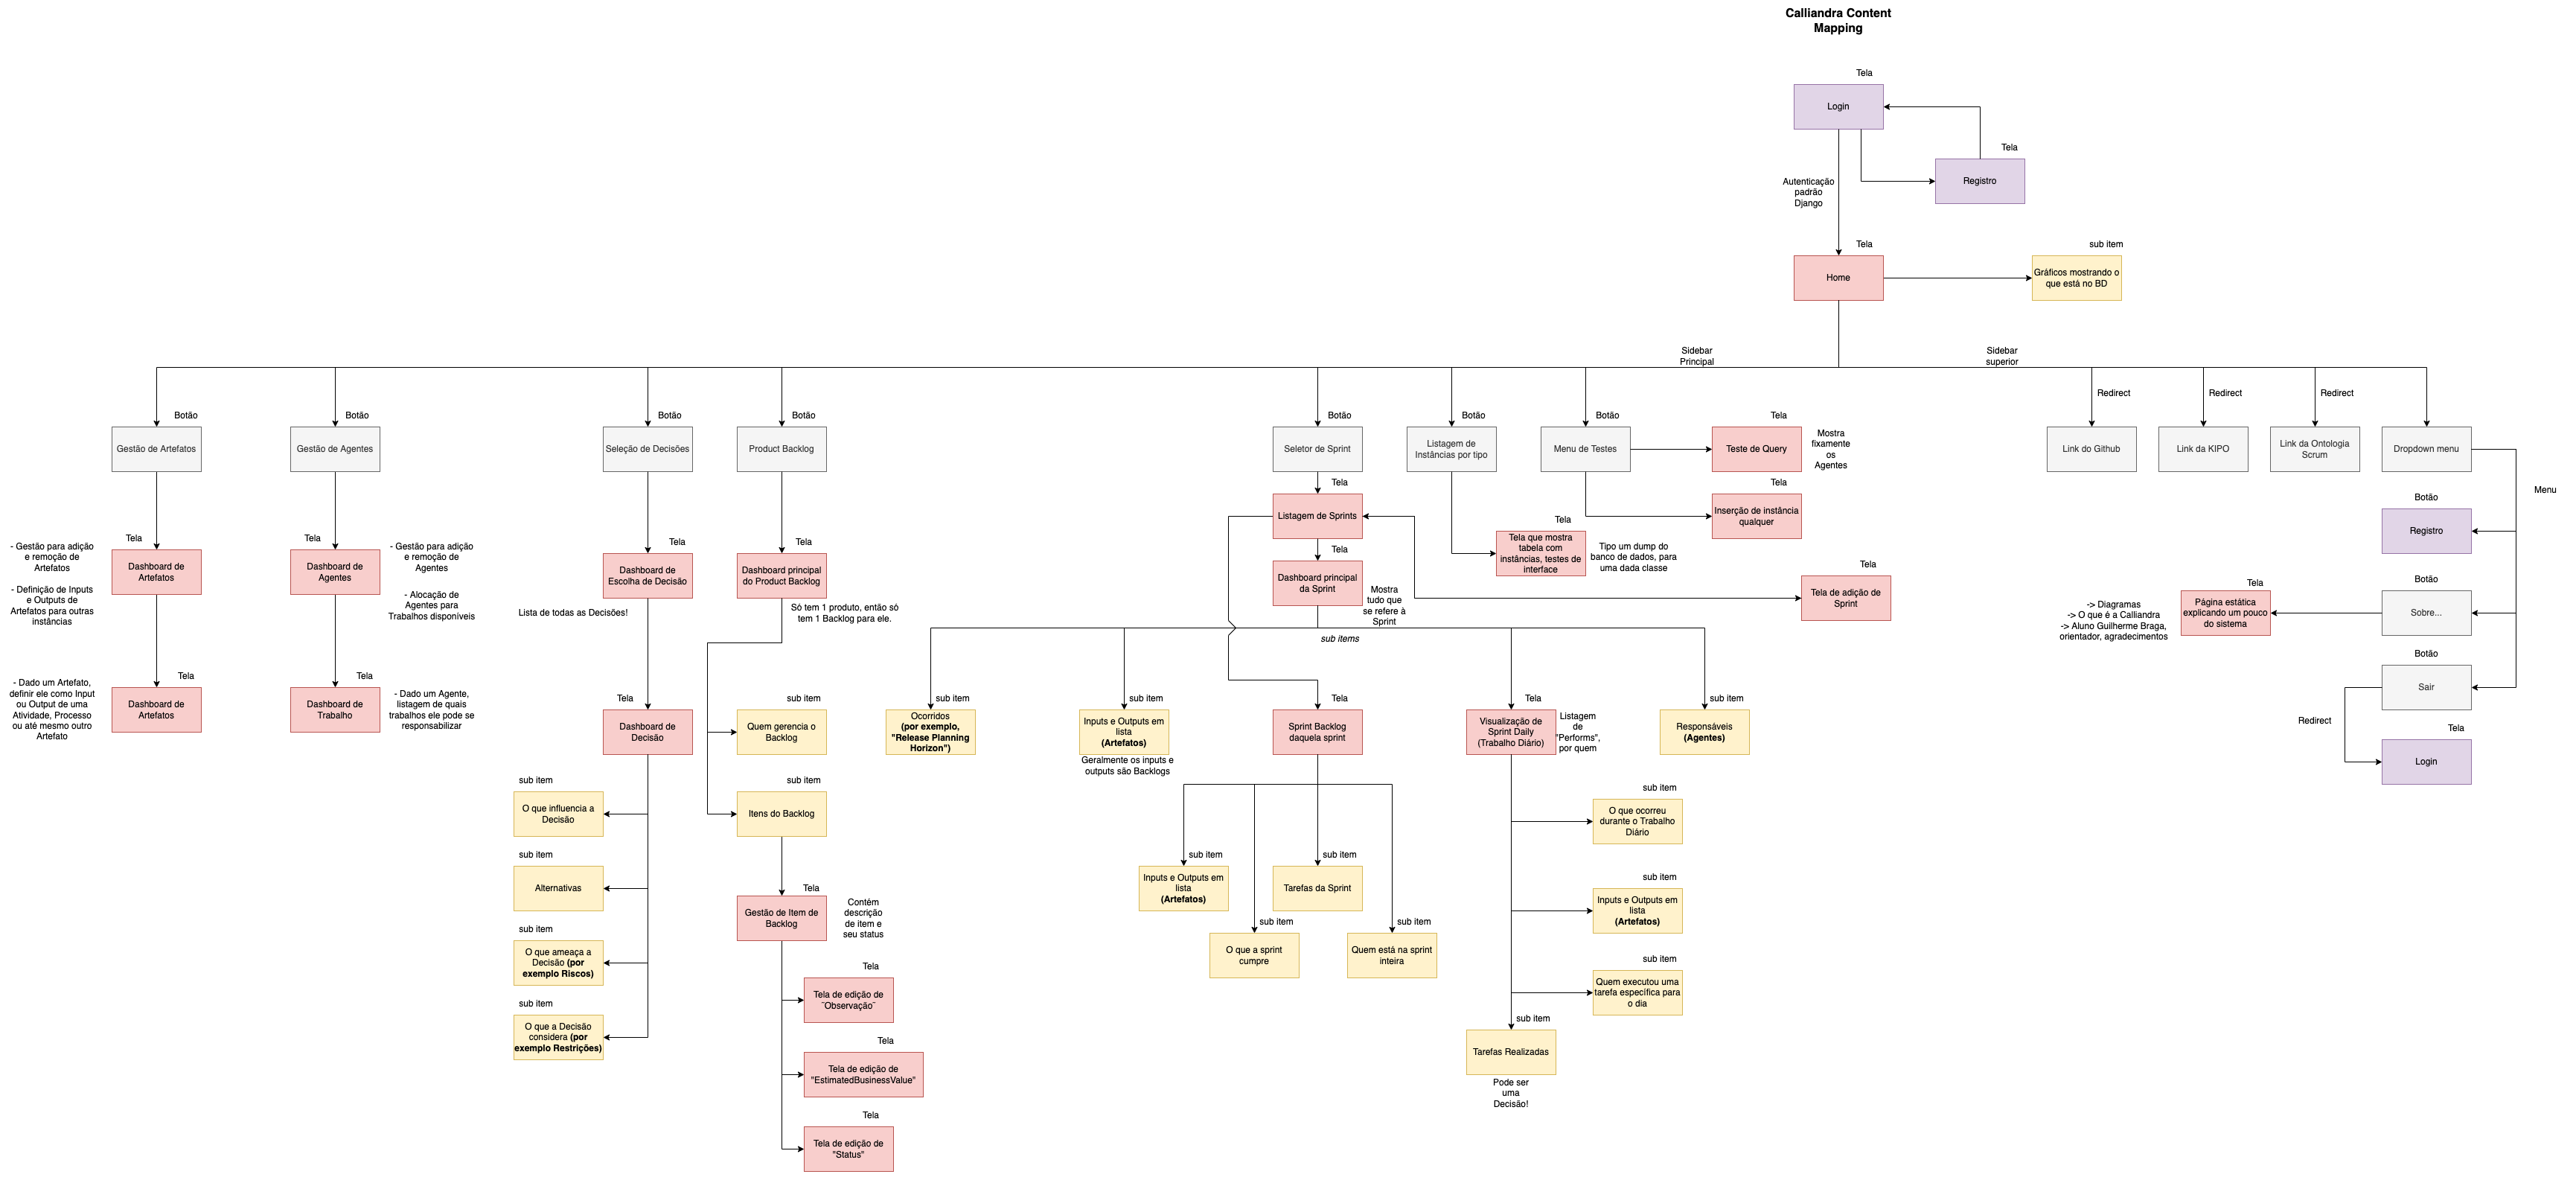 Calliandra Content
Mapping
Tela
Login
Tela
Registro
Autenticação
padrão
Django
Tela
Home
sub item
Gráficos mostrando o
que está no BD
Sidebar
Principal
Sidebar
superior
Redirect
Redirect
Redirect
Botão
Gestão de Artefatos
Botão
Gestão de Agentes
Botão
Seleção de Decisões
Botão
Product Backlog
Botão
Seletor de Sprint
Botão
Listagem de
Instâncias por tipo
Botão
Menu de Testes
Tela
Teste de Query
Mostra
fixamente
os
Agentes
Link do Github
Link da KIPO
Link da Ontologia
Scrum
Dropdown menu
Menu
Tela
Listagem de Sprints
Tela
Inserção de instância
qualquer
Botão
Registro
- Gestão para adição
e remoção de
Artefatos
- Definição de Inputs
e Outputs de
Artefatos para outras
instâncias
Tela
Dashboard de
Artefatos
Tela
Dashboard de
Agentes
- Gestão para adição
e remoção de
Agentes
- Alocação de
Agentes para
Trabalhos disponíveis
Tela
Dashboard de
Escolha de Decisão
Lista de todas as Decisões!
Tela
Dashboard principal
do Product Backlog
Só tem 1 produto, então só
tem 1 Backlog para ele.
Tela
Dashboard principal
da Sprint
Mostra
tudo que
se refere à
Sprint
sub items
Tela
Tela que mostra
tabela com
instâncias, testes de
interface
Tipo um dump do
banco de dados, para
uma dada classe
Tela
Tela de adição de
Sprint
-> Diagramas
-> O que é a Calliandra
-> Aluno Guilherme Braga,
orientador, agradecimentos
Tela
Página estática
explicando um pouco
do sistema
Botão
Sobre...
Botão
Sair
Redirect
Tela
Login
- Dado um Artefato,
definir ele como Input
ou Output de uma
Atividade, Processo
ou até mesmo outro
Artefato
Tela
Dashboard de
Artefatos
Tela
Dashboard de
Trabalho
- Dado um Agente,
listagem de quais
trabalhos ele pode se
responsabilizar
Tela
Dashboard de
Decisão
sub item
Quem gerencia o
Backlog
sub item
Ocorridos
(por exemplo,
"Release Planning
Horizon")
sub item
Inputs e Outputs em
lista
(Artefatos)
Geralmente os inputs e
outputs são Backlogs
Tela
Sprint Backlog
daquela sprint
Tela
Visualização de
Sprint Daily
(Trabalho Diário)
Listagem
de
"Performs",
por quem
sub item
Responsáveis
(Agentes)
sub item
O que influencia a
Decisão
sub item
Itens do Backlog
sub item
O que ocorreu
durante o Trabalho
Diário
sub item
Alternativas
sub item
Inputs e Outputs em
lista
(Artefatos)
sub item
Tarefas da Sprint
sub item
Inputs e Outputs em
lista
(Artefatos)
Tela
Gestão de Item de
Backlog
Contém
descrição
de item e
seu status
sub item
O que a sprint
cumpre
sub item
Quem está na sprint
inteira
sub item
O que ameaça a
Decisão (por
exemplo Riscos)
sub item
Quem executou uma
tarefa específica para
o dia
Tela
Tela de edição de
¨Observação¨
sub item
O que a Decisão
considera (por
exemplo Restrições)
sub item
Tarefas Realizadas
Pode ser
uma
Decisão!
Tela
Tela de edição de
"EstimatedBusinessValue"
Tela
Tela de edição de
"Status"